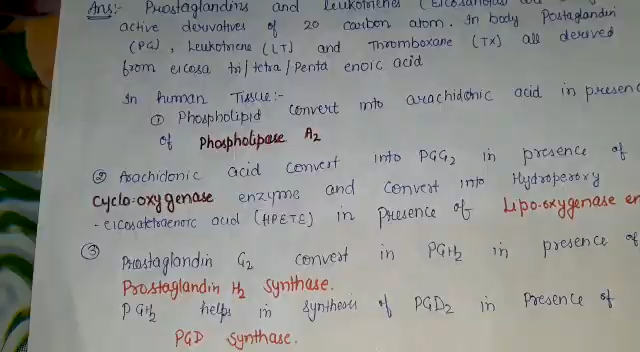 Ans:- Prostaglandins and Leukotrienes (Eicosanoids
active derivatives of 20 carbon atom. In body Postaglandin
(PG), Leukotriene (LT) and Thromboxane (TX) all derived
from eicosa tri/tetra/Penta enoic acid
In human Tissue:-
① Phospholipid convert into arachidonic acid in presenc
of Phospholipase A2
② Arachidonic acid convert into PGG2 in presence of
cyclo-oxygenase enzyme and convert into Hydroperoxy
-eicosatetraenoic acid (HPETE) in Presence of Lipo-oxygenase en
③ Prostaglandin G2 convert in PGH2 in presence of
Prostaglandin H2 Synthase.
PGH2 helps in synthesis of PGD2 in Presence of
PGD Synthase.